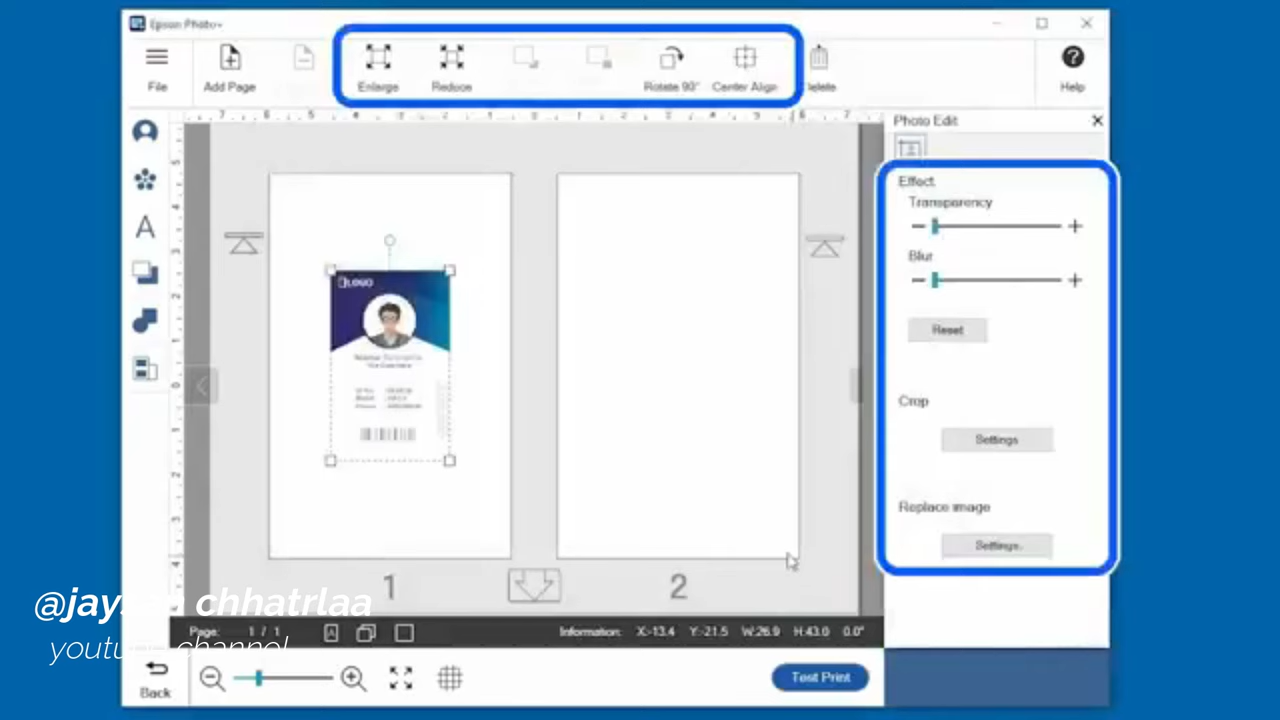 Epson Photo+
File
Add Page
Enlarge
Reduce
Rotate 90°
Center Align
Delete
Help
Photo Edit
Effect
Transparency
Blur
Reset
Crop
Settings
Replace image
Settings
LOGO
1
2
@jay chhatrlaa
channel
Page: 1 / 1
Information: X:-13.4 Y:-21.5 W:26.9 H:43.0 0.0°
Back
Test Print